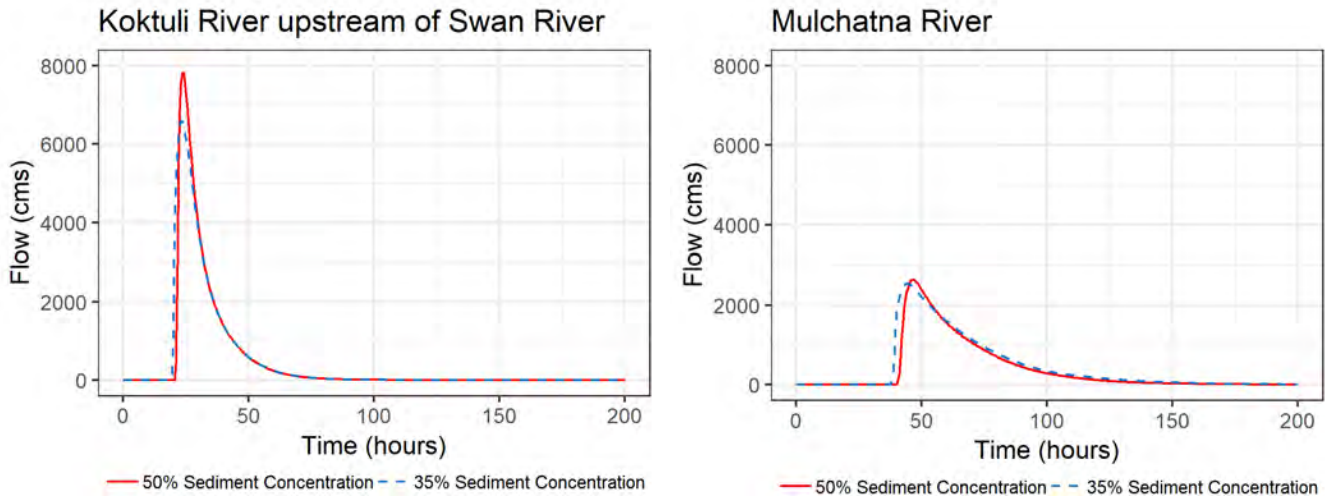 Koktuli River upstream of Swan River
8000
6000
4000
2000
0
Flow (cms)
0 50 100 150 200
Time (hours)
50% Sediment Concentration 35% Sediment Concentration
Mulchatna River
8000
6000
4000
2000
0
Flow (cms)
0 50 100 150 200
Time (hours)
50% Sediment Concentration 35% Sediment Concentration